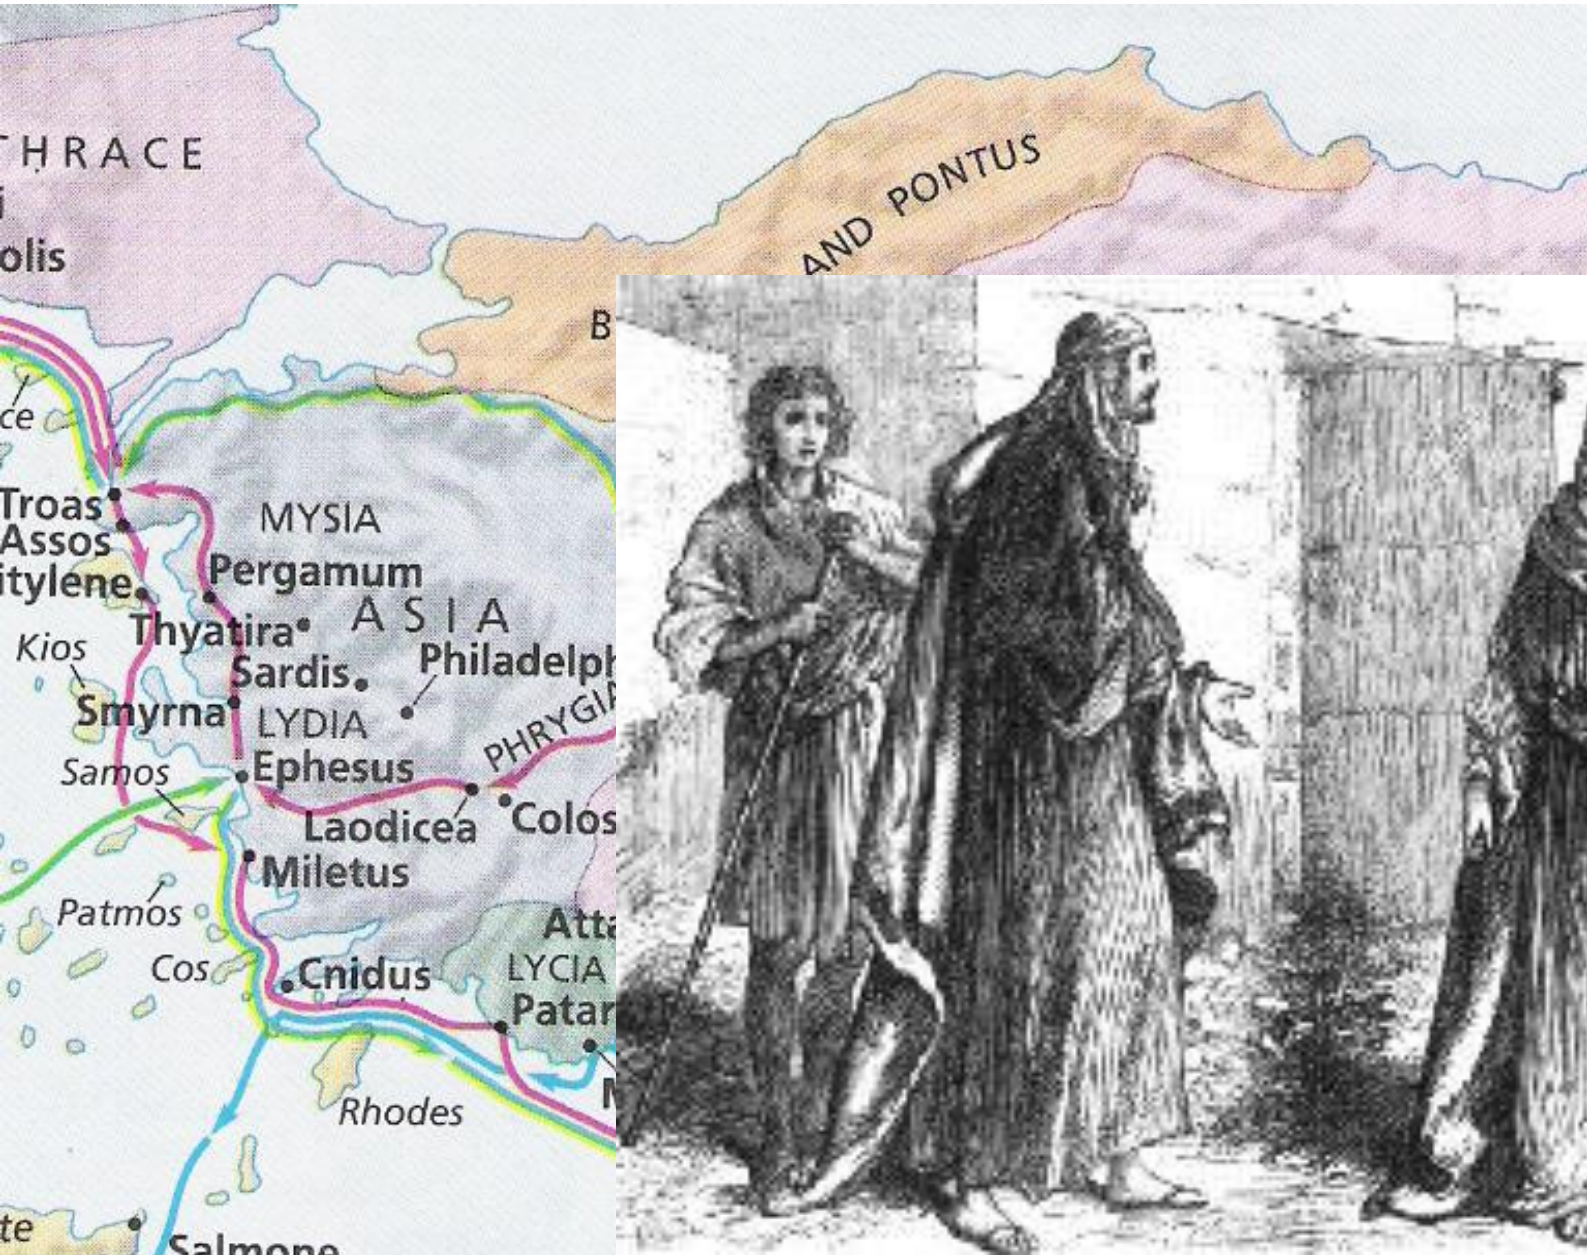 THRACE
i
olis
AND PONTUS
B
ce
Troas
Assos
itylene
MYSIA
Pergamum
ASIA
Thyatira
Kios
Sardis
Philadelph
Smyrna
LYDIA
PHRYGIA
Samos
Ephesus
Laodicea
Colos
Miletus
Patmos
Atta
Cos
Cnidus
LYCIA
Patar
M
Rhodes
te
Salmone